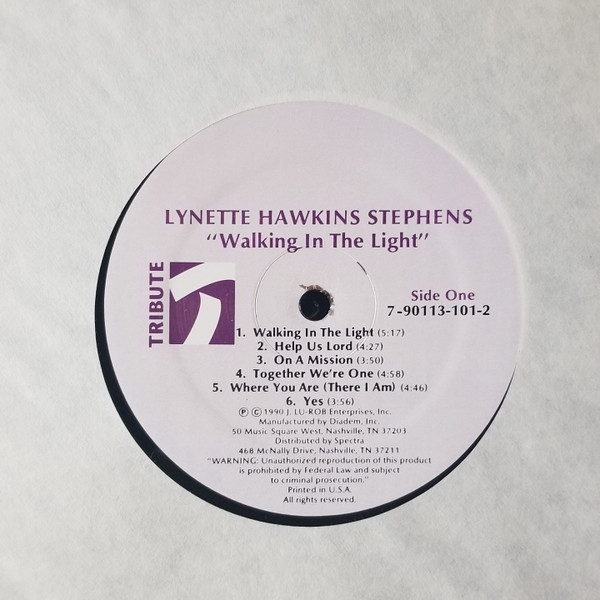 LYNETTE HAWKINS STEPHENS
"Walking In The Light"
TRIBUTE
Side One
7-90113-101-2
1. Walking In The Light (5:17)
2. Help Us Lord (4:27)
3. On A Mission (3:50)
4. Together We're One (4:58)
5. Where You Are (There I Am) (4:46)
6. Yes (3:56)
Ⓟ © 1990 J. LU-ROB Enterprises, Inc.
Manufactured by Diadem, Inc.
50 Music Square West, Nashville, TN 37203
Distributed by Spectra
468 McNally Drive, Nashville, TN 37211
"WARNING: Unauthorized reproduction of this product
is prohibited by Federal Law and subject
to criminal prosecution."
Printed in U.S.A.
All rights reserved.